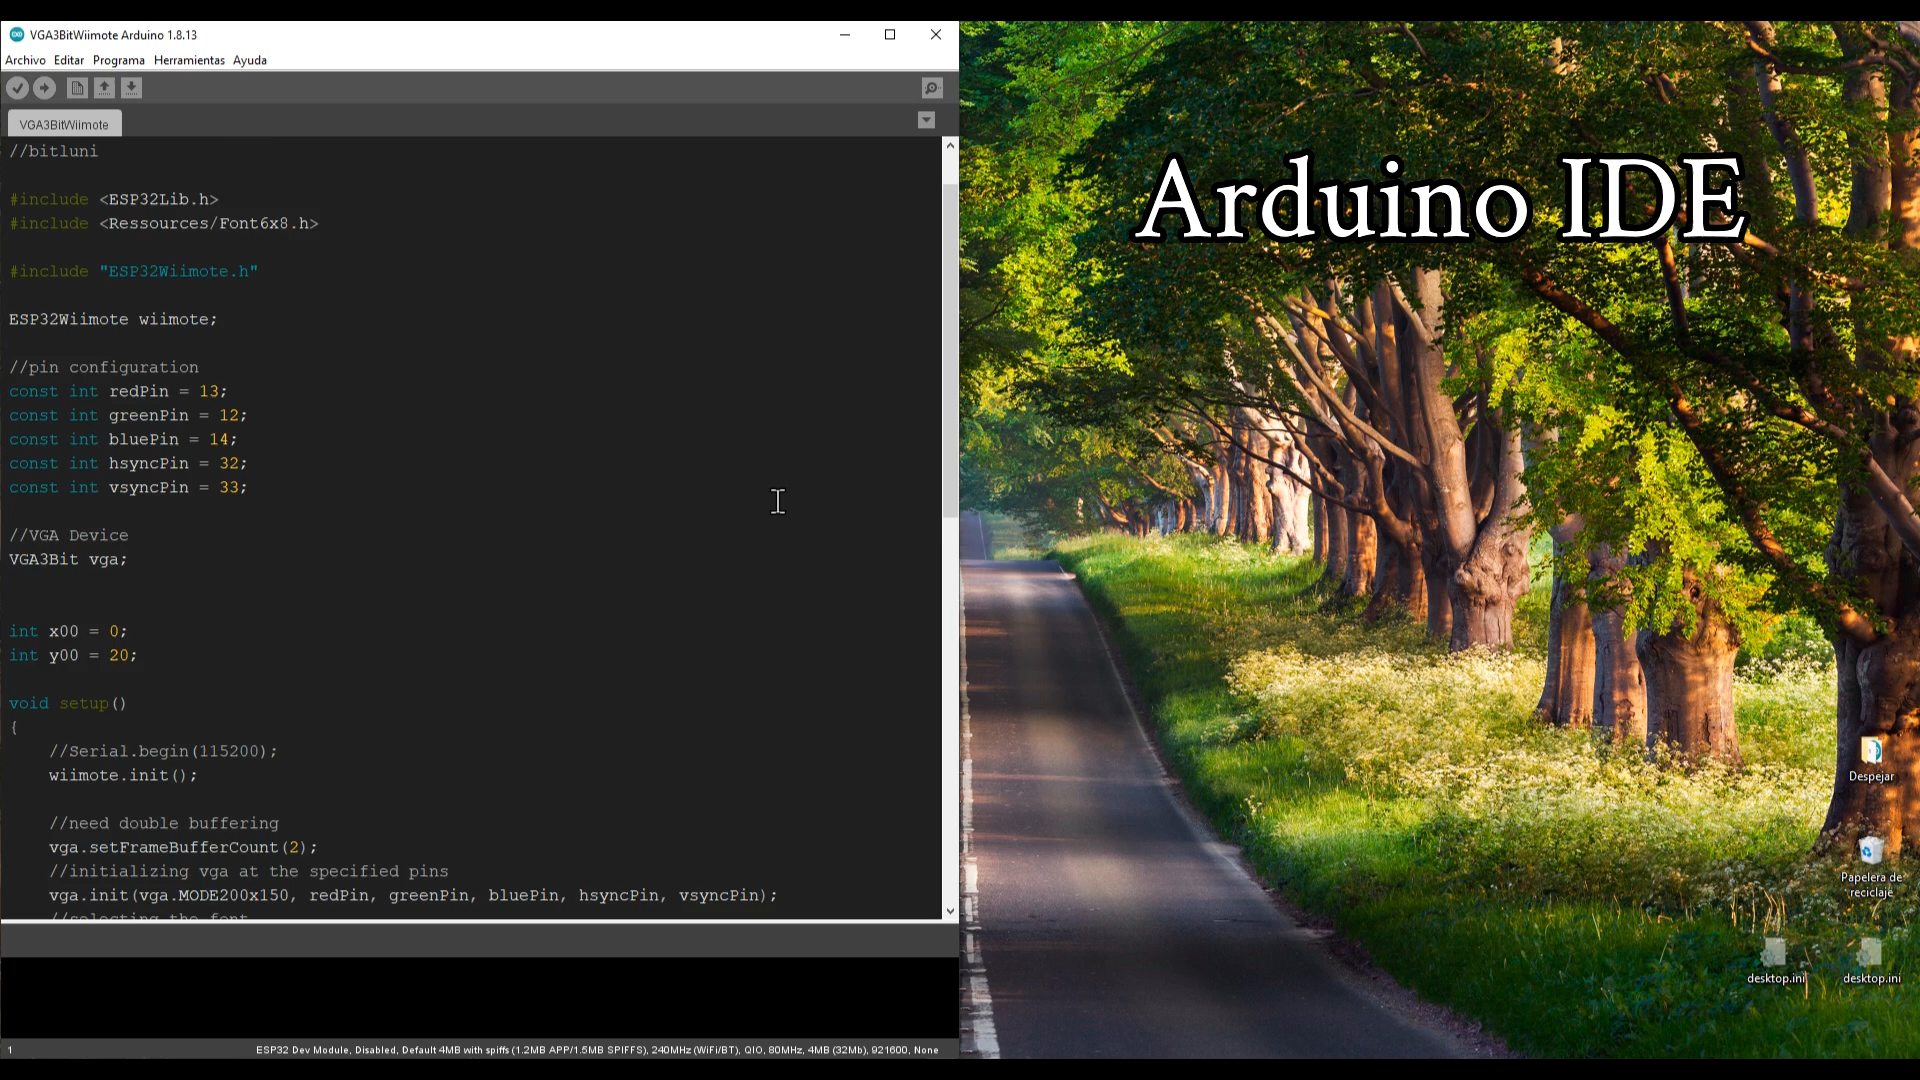 VGA3BitWiimote Arduino 1.8.13
Archivo Editar Programa Herramientas Ayuda
VGA3BitWiimote
//bitluni
#include <ESP32Lib.h>
#include <Ressources/Font6x8.h>
#include "ESP32Wiimote.h"
ESP32Wiimote wiimote;
//pin configuration
const int redPin = 13;
const int greenPin = 12;
const int bluePin = 14;
const int hsyncPin = 32;
const int vsyncPin = 33;
//VGA Device
VGA3Bit vga;
int x00 = 0;
int y00 = 20;
void setup()
{
//Serial.begin(115200);
wiimote.init();
//need double buffering
vga.setFrameBufferCount(2);
//initializing vga at the specified pins
vga.init(vga.MODE200x150, redPin, greenPin, bluePin, hsyncPin, vsyncPin);
//selecting the font
1
ESP32 Dev Module, Disabled, Default 4MB with spiffs (1.2MB APP/1.5MB SPIFFS), 240MHz (WiFi/BT), QIO, 80MHz, 4MB (32Mb), 921600, None
Arduino IDE
Despejar
Papelera de
reciclaje
desktop.ini
desktop.ini